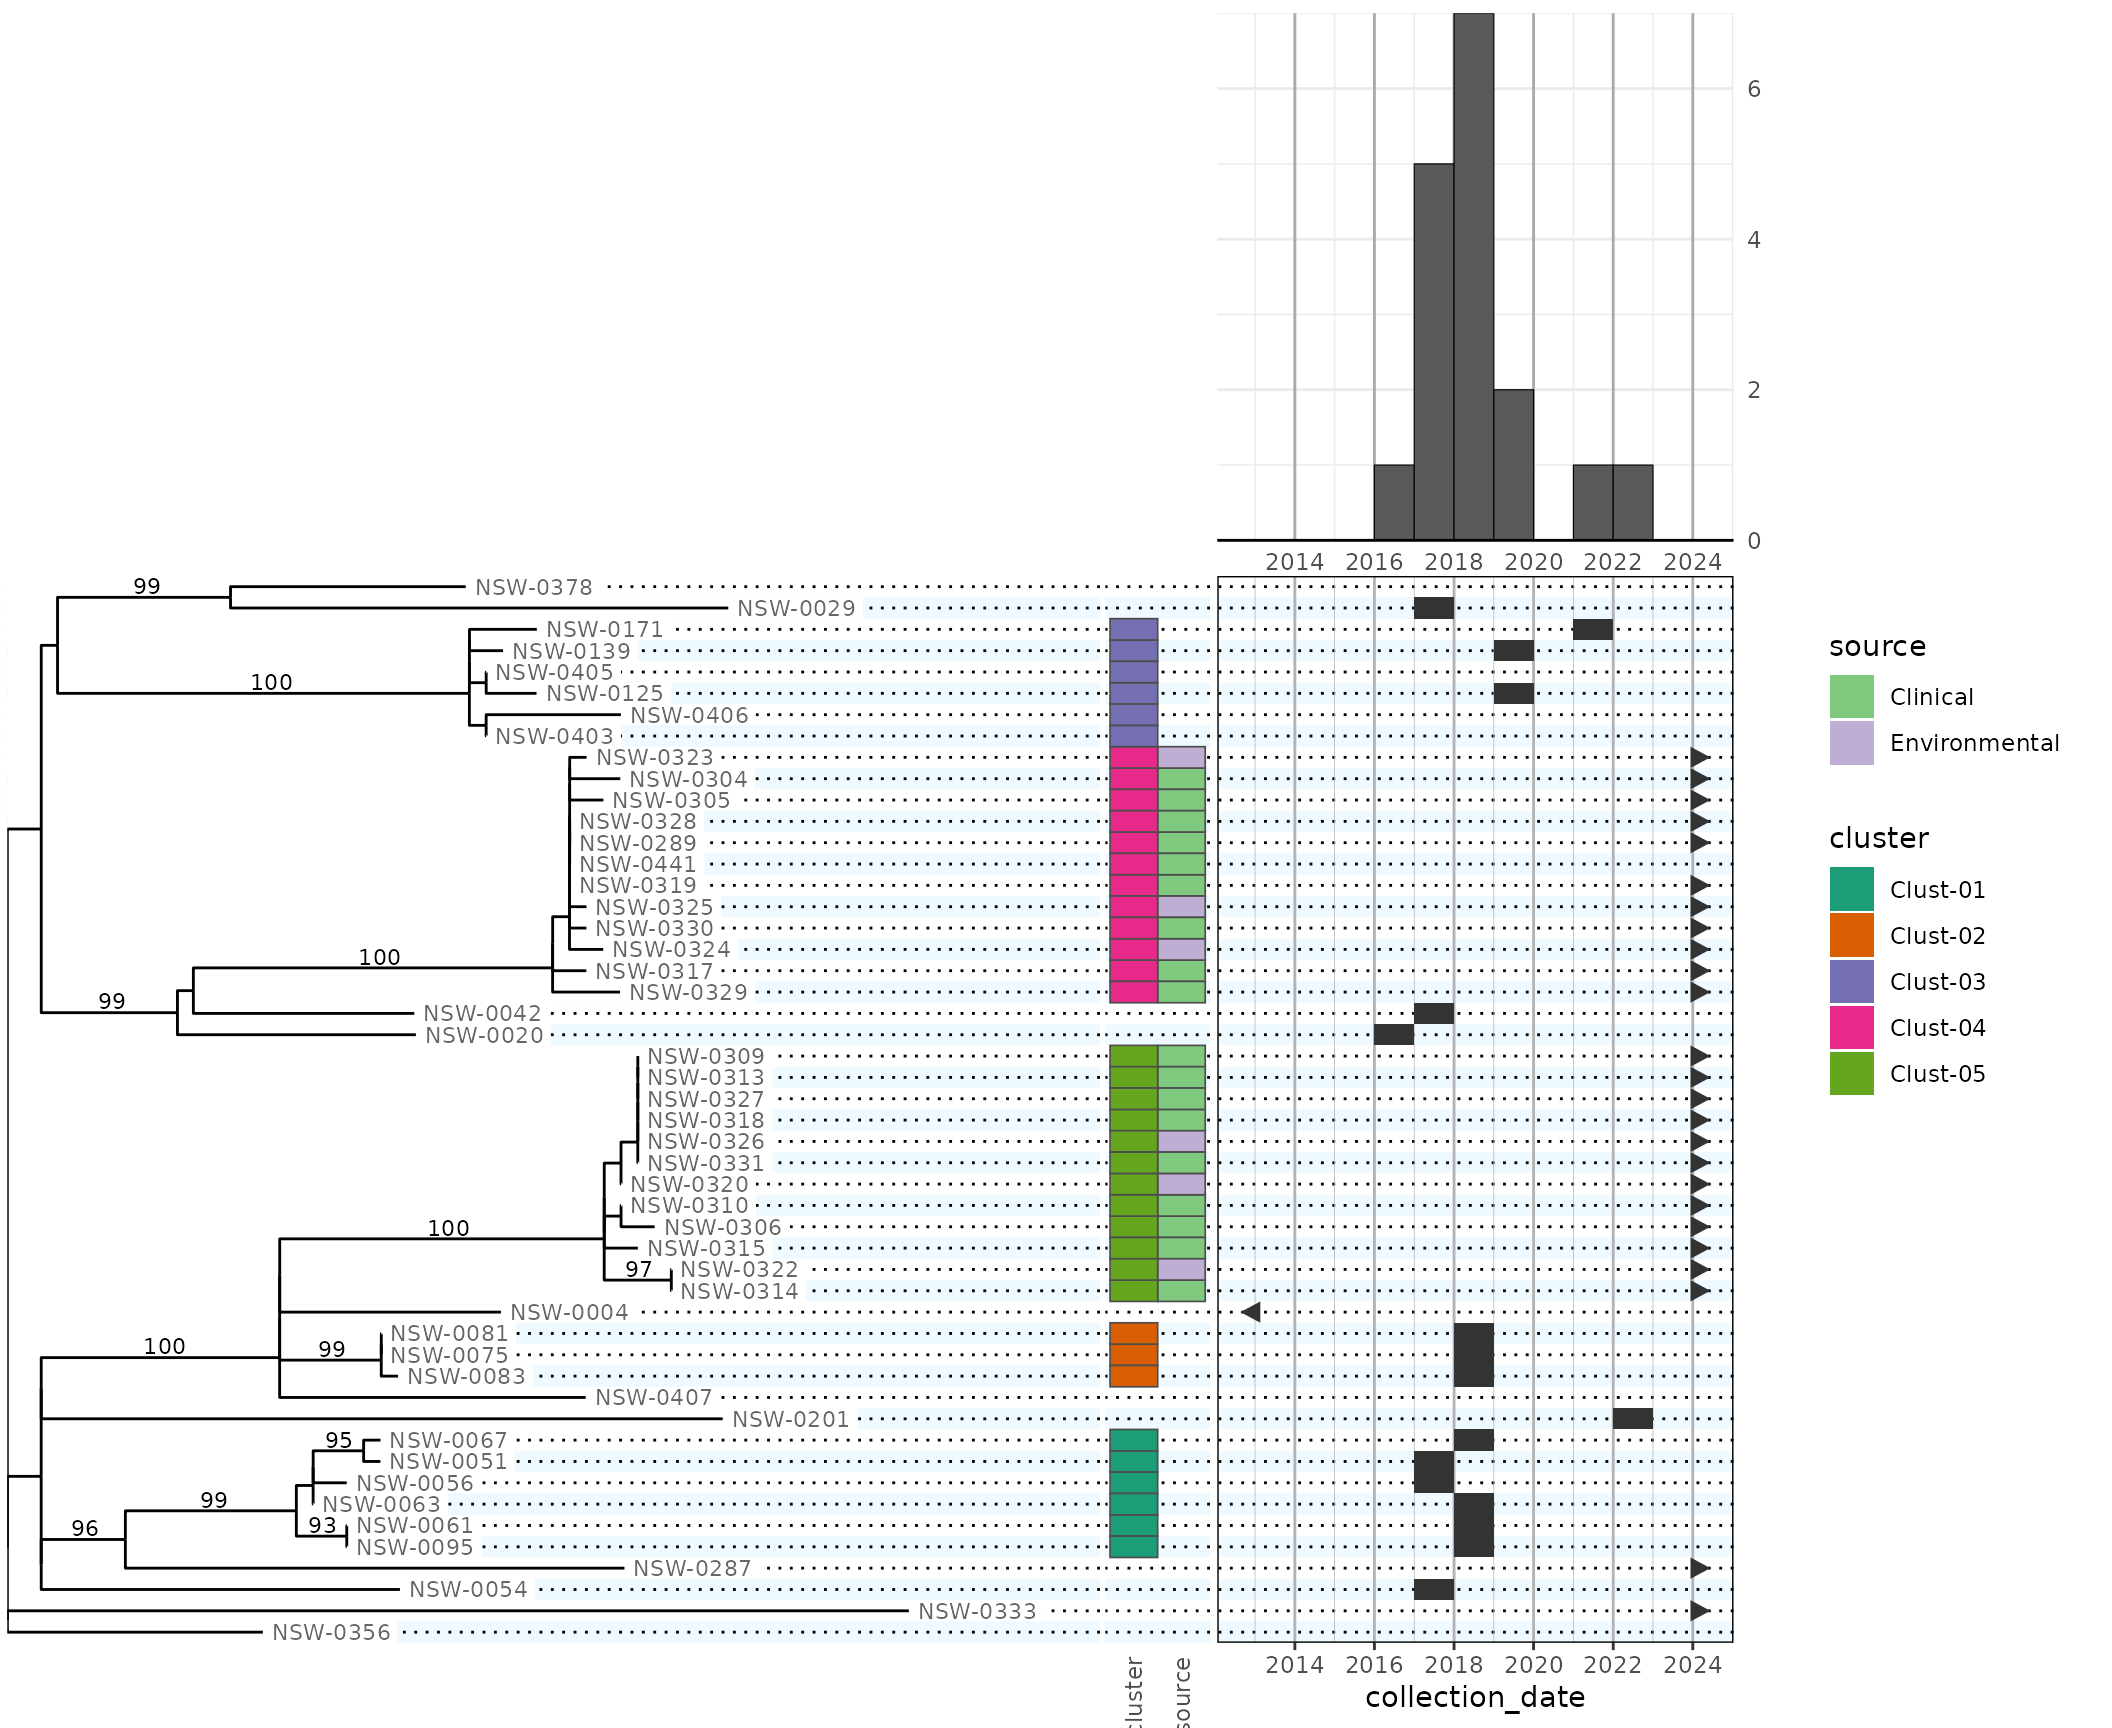 6
4
2
0
2014 2016 2018 2020 2022 2024
99
NSW-0378
NSW-0029
NSW-0171
NSW-0139
NSW-0405
100
NSW-0125
NSW-0406
NSW-0403
NSW-0323
NSW-0304
NSW-0305
NSW-0328
NSW-0289
NSW-0441
NSW-0319
NSW-0325
NSW-0330
NSW-0324
100
NSW-0317
NSW-0329
99
NSW-0042
NSW-0020
NSW-0309
NSW-0313
NSW-0327
NSW-0318
NSW-0326
NSW-0331
NSW-0320
NSW-0310
NSW-0306
100
NSW-0315
97
NSW-0322
NSW-0314
NSW-0004
NSW-0081
100
99
NSW-0075
NSW-0083
NSW-0407
NSW-0201
95
NSW-0067
NSW-0051
NSW-0056
99
NSW-0063
96
93
NSW-0061
NSW-0095
NSW-0287
NSW-0054
NSW-0333
NSW-0356
cluster
source
2014 2016 2018 2020 2022 2024
collection_date
source
Clinical
Environmental
cluster
Clust-01
Clust-02
Clust-03
Clust-04
Clust-05